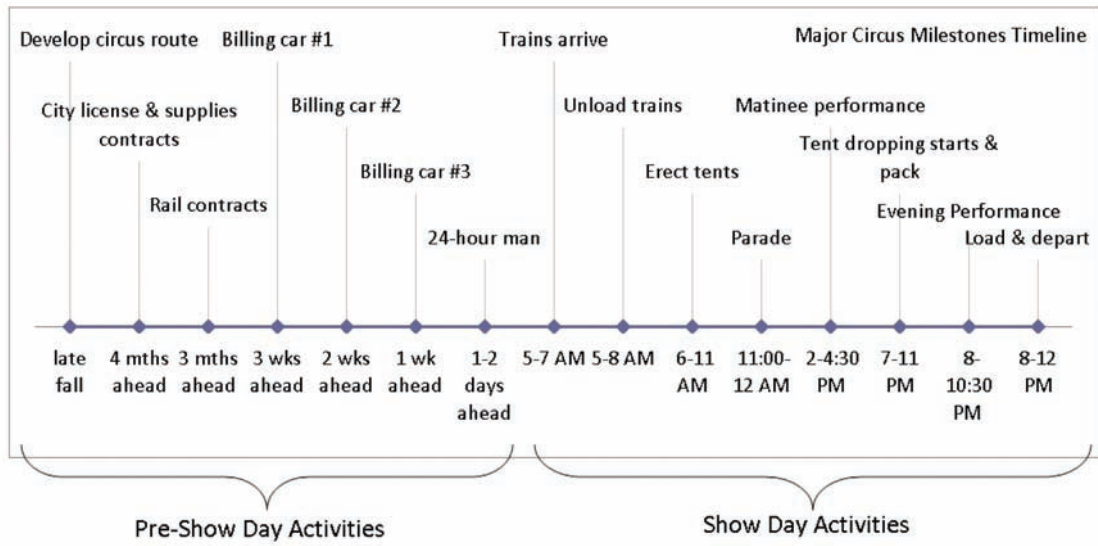 Develop circus route
Billing car #1
Trains arrive
Major Circus Milestones Timeline
City license & supplies
contracts
Billing car #2
Unload trains
Matinee performance
Tent dropping starts &
pack
Rail contracts
Billing car #3
Erect tents
Evening Performance
24-hour man
Parade
Load & depart
late
fall
4 mths
ahead
3 mths
ahead
3 wks
ahead
2 wks
ahead
1 wk
ahead
1-2
days
ahead
5-7 AM
5-8 AM
6-11
AM
11:00-
12 AM
2-4:30
PM
7-11
PM
8-
10:30
PM
8-12
PM
Pre-Show Day Activities
Show Day Activities